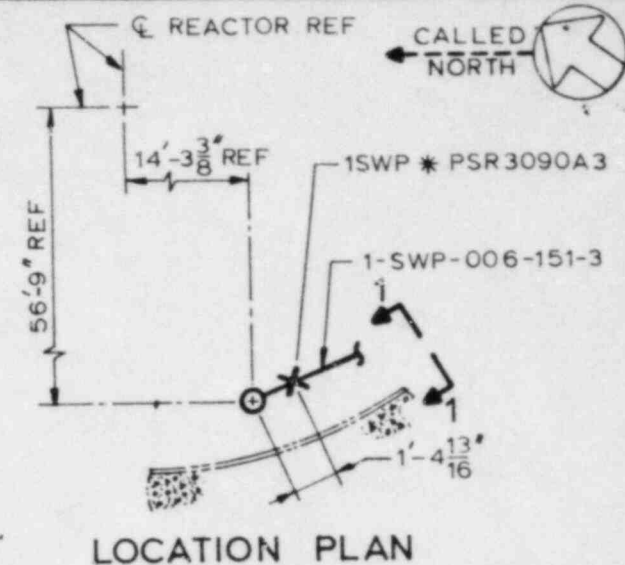 ℄ REACTOR REF
CALLED
NORTH
14'-3 3/8" REF
1SWP * PSR3090A3
56'-9" REF
1-SWP-006-151-3
1
1
1'-4 13/16"
LOCATION PLAN